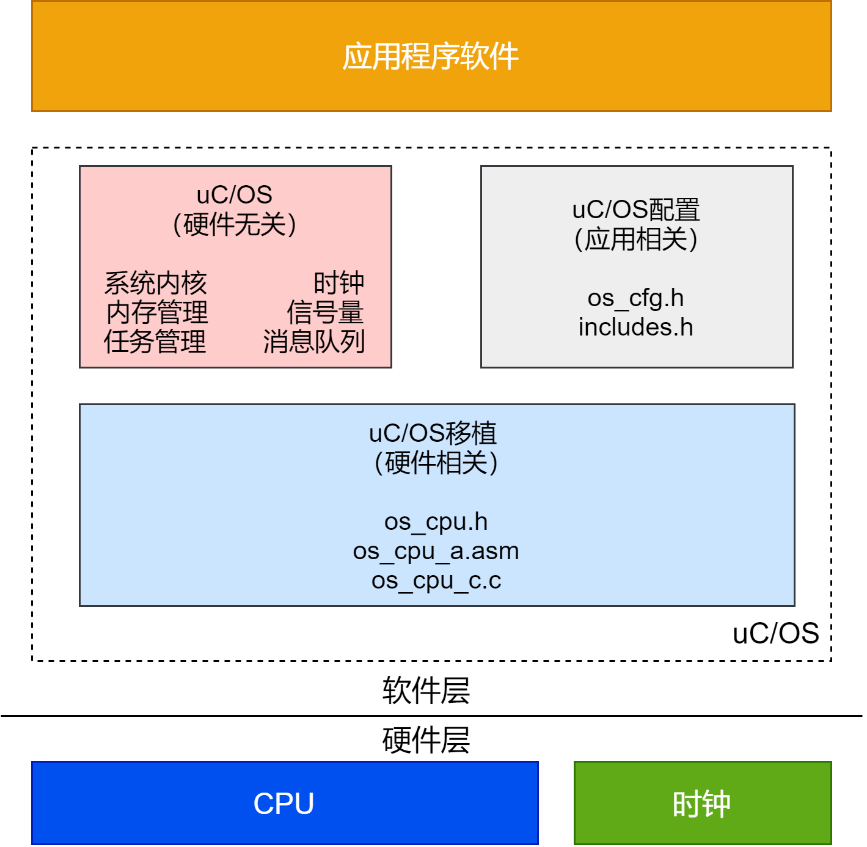 应用程序软件
uC/OS
（硬件无关）
系统内核 时钟
内存管理 信号量
任务管理 消息队列
uC/OS配置
（应用相关）
os_cfg.h
includes.h
uC/OS移植
（硬件相关）
os_cpu.h
os_cpu_a.asm
os_cpu_c.c
uC/OS
软件层
硬件层
CPU
时钟